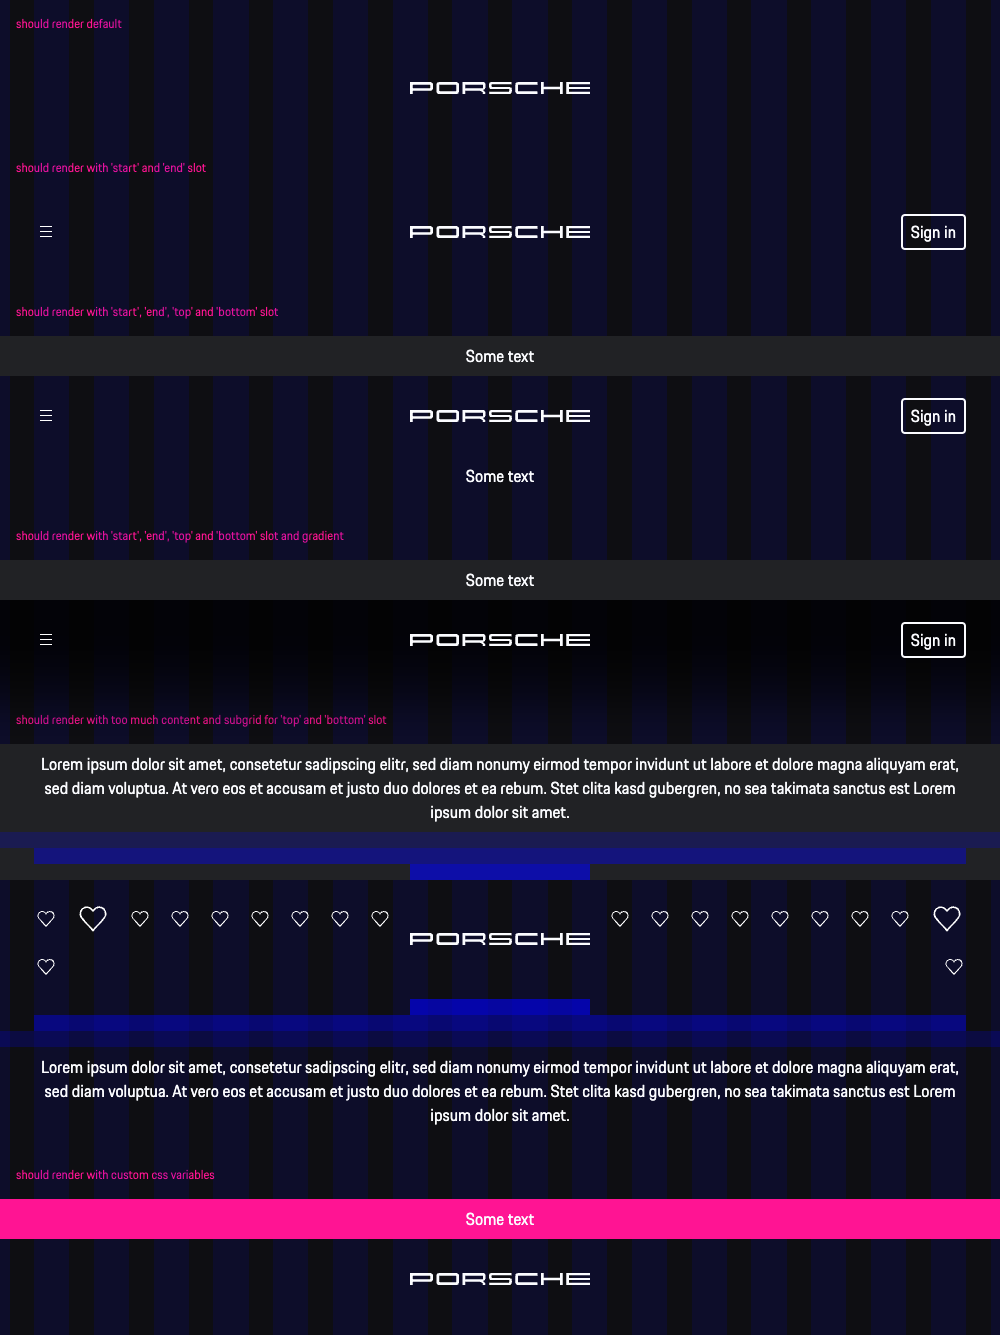 should render default
PORSCHE
should render with 'start' and 'end' slot
PORSCHE
Sign in
should render with 'start', 'end', 'top' and 'bottom' slot
Some text
PORSCHE
Sign in
Some text
should render with 'start', 'end', 'top' and 'bottom' slot and gradient
Some text
PORSCHE
Sign in
should render with too much content and subgrid for 'top' and 'bottom' slot
Lorem ipsum dolor sit amet, consetetur sadipscing elitr, sed diam nonumy eirmod tempor invidunt ut labore et dolore magna aliquyam erat,
sed diam voluptua. At vero eos et accusam et justo duo dolores et ea rebum. Stet clita kasd gubergren, no sea takimata sanctus est Lorem
ipsum dolor sit amet.
PORSCHE
Lorem ipsum dolor sit amet, consetetur sadipscing elitr, sed diam nonumy eirmod tempor invidunt ut labore et dolore magna aliquyam erat,
sed diam voluptua. At vero eos et accusam et justo duo dolores et ea rebum. Stet clita kasd gubergren, no sea takimata sanctus est Lorem
ipsum dolor sit amet.
should render with custom css variables
Some text
PORSCHE